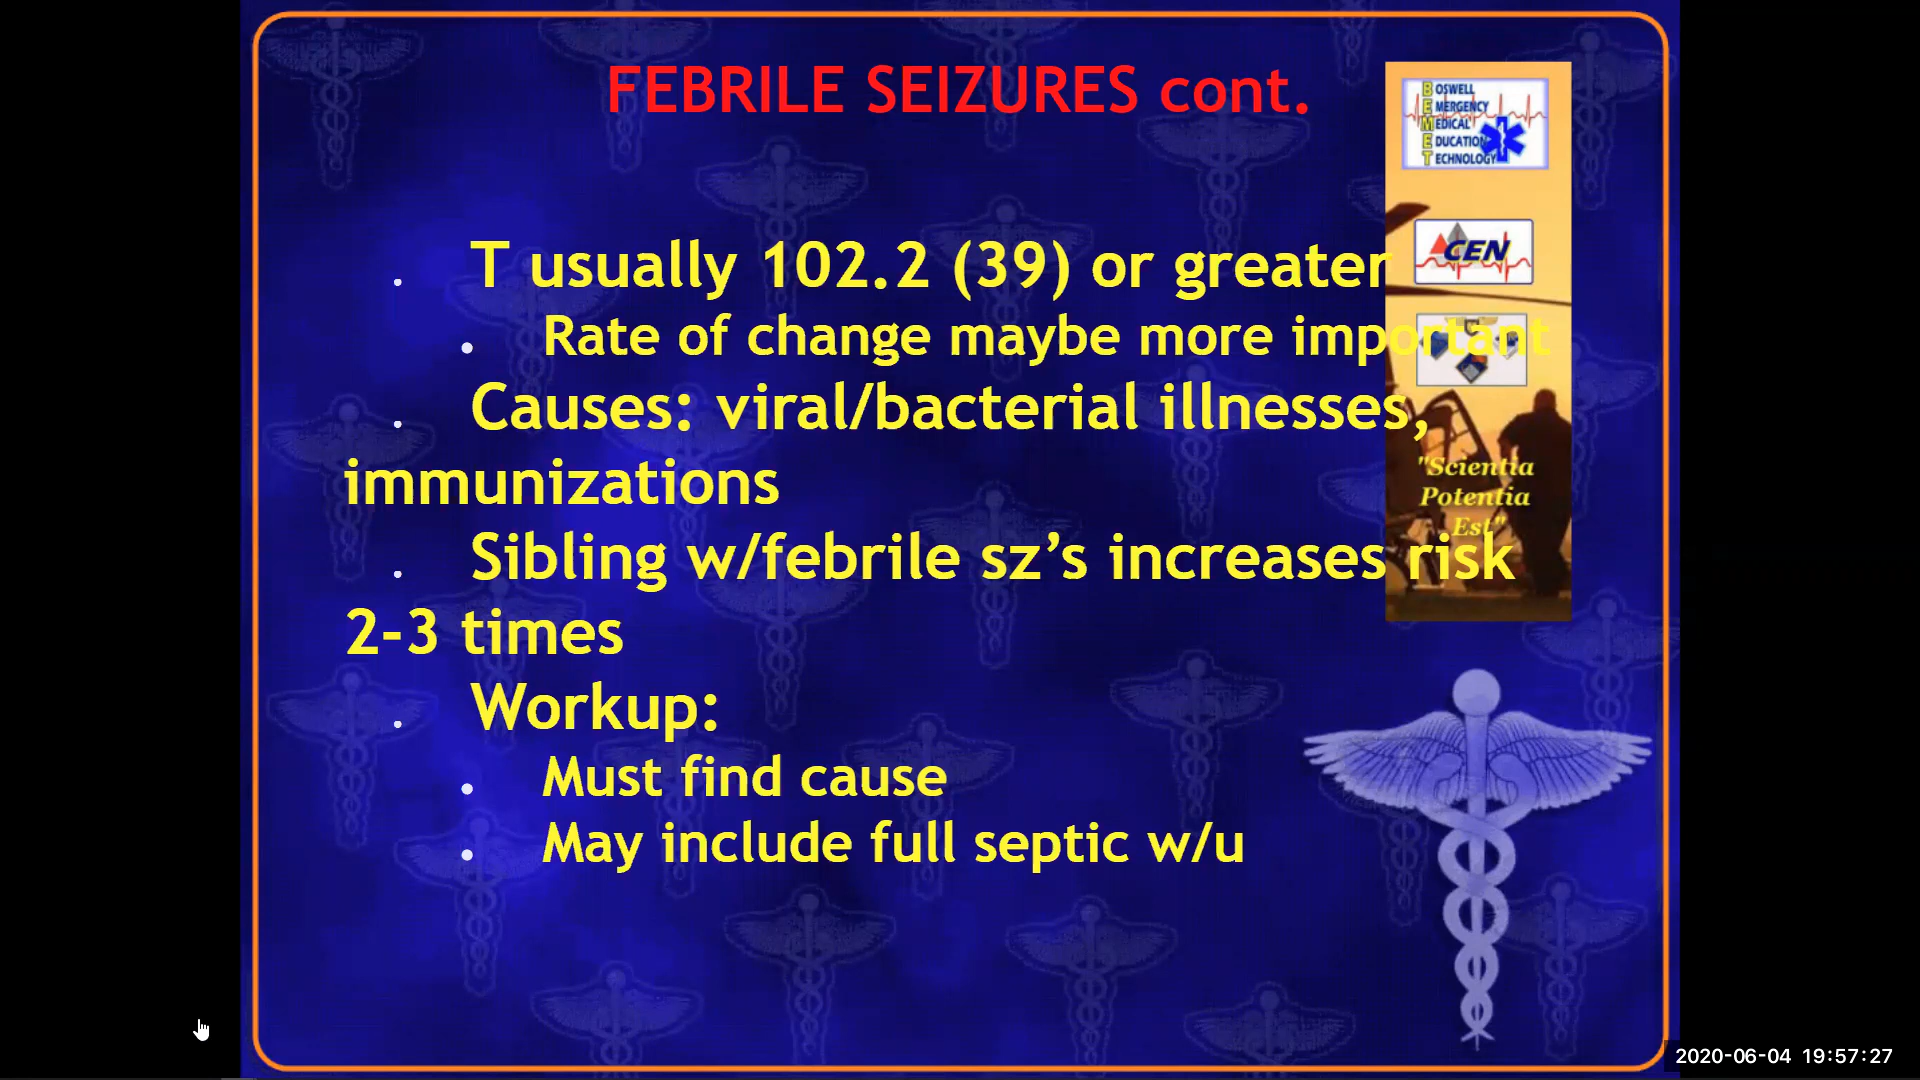 FEBRILE SEIZURES cont.
BOSWELL
EMERGENCY
MEDICAL
EDUCATION
TECHNOLOGY
CEN
T usually 102.2 (39) or greater
Rate of change maybe more important
Causes: viral/bacterial illnesses,
immunizations
"Scientia
Potentia
Est"
Sibling w/febrile sz’s increases risk
2-3 times
Workup:
Must find cause
May include full septic w/u
2020-06-04 19:57:27